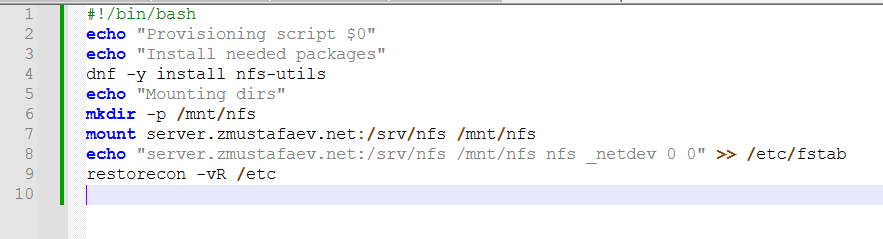 1 #!/bin/bash
2 echo "Provisioning script $0"
3 echo "Install needed packages"
4 dnf -y install nfs-utils
5 echo "Mounting dirs"
6 mkdir -p /mnt/nfs
7 mount server.zmustafaev.net:/srv/nfs /mnt/nfs
8 echo "server.zmustafaev.net:/srv/nfs /mnt/nfs nfs _netdev 0 0" >> /etc/fstab
9 restorecon -vR /etc
10